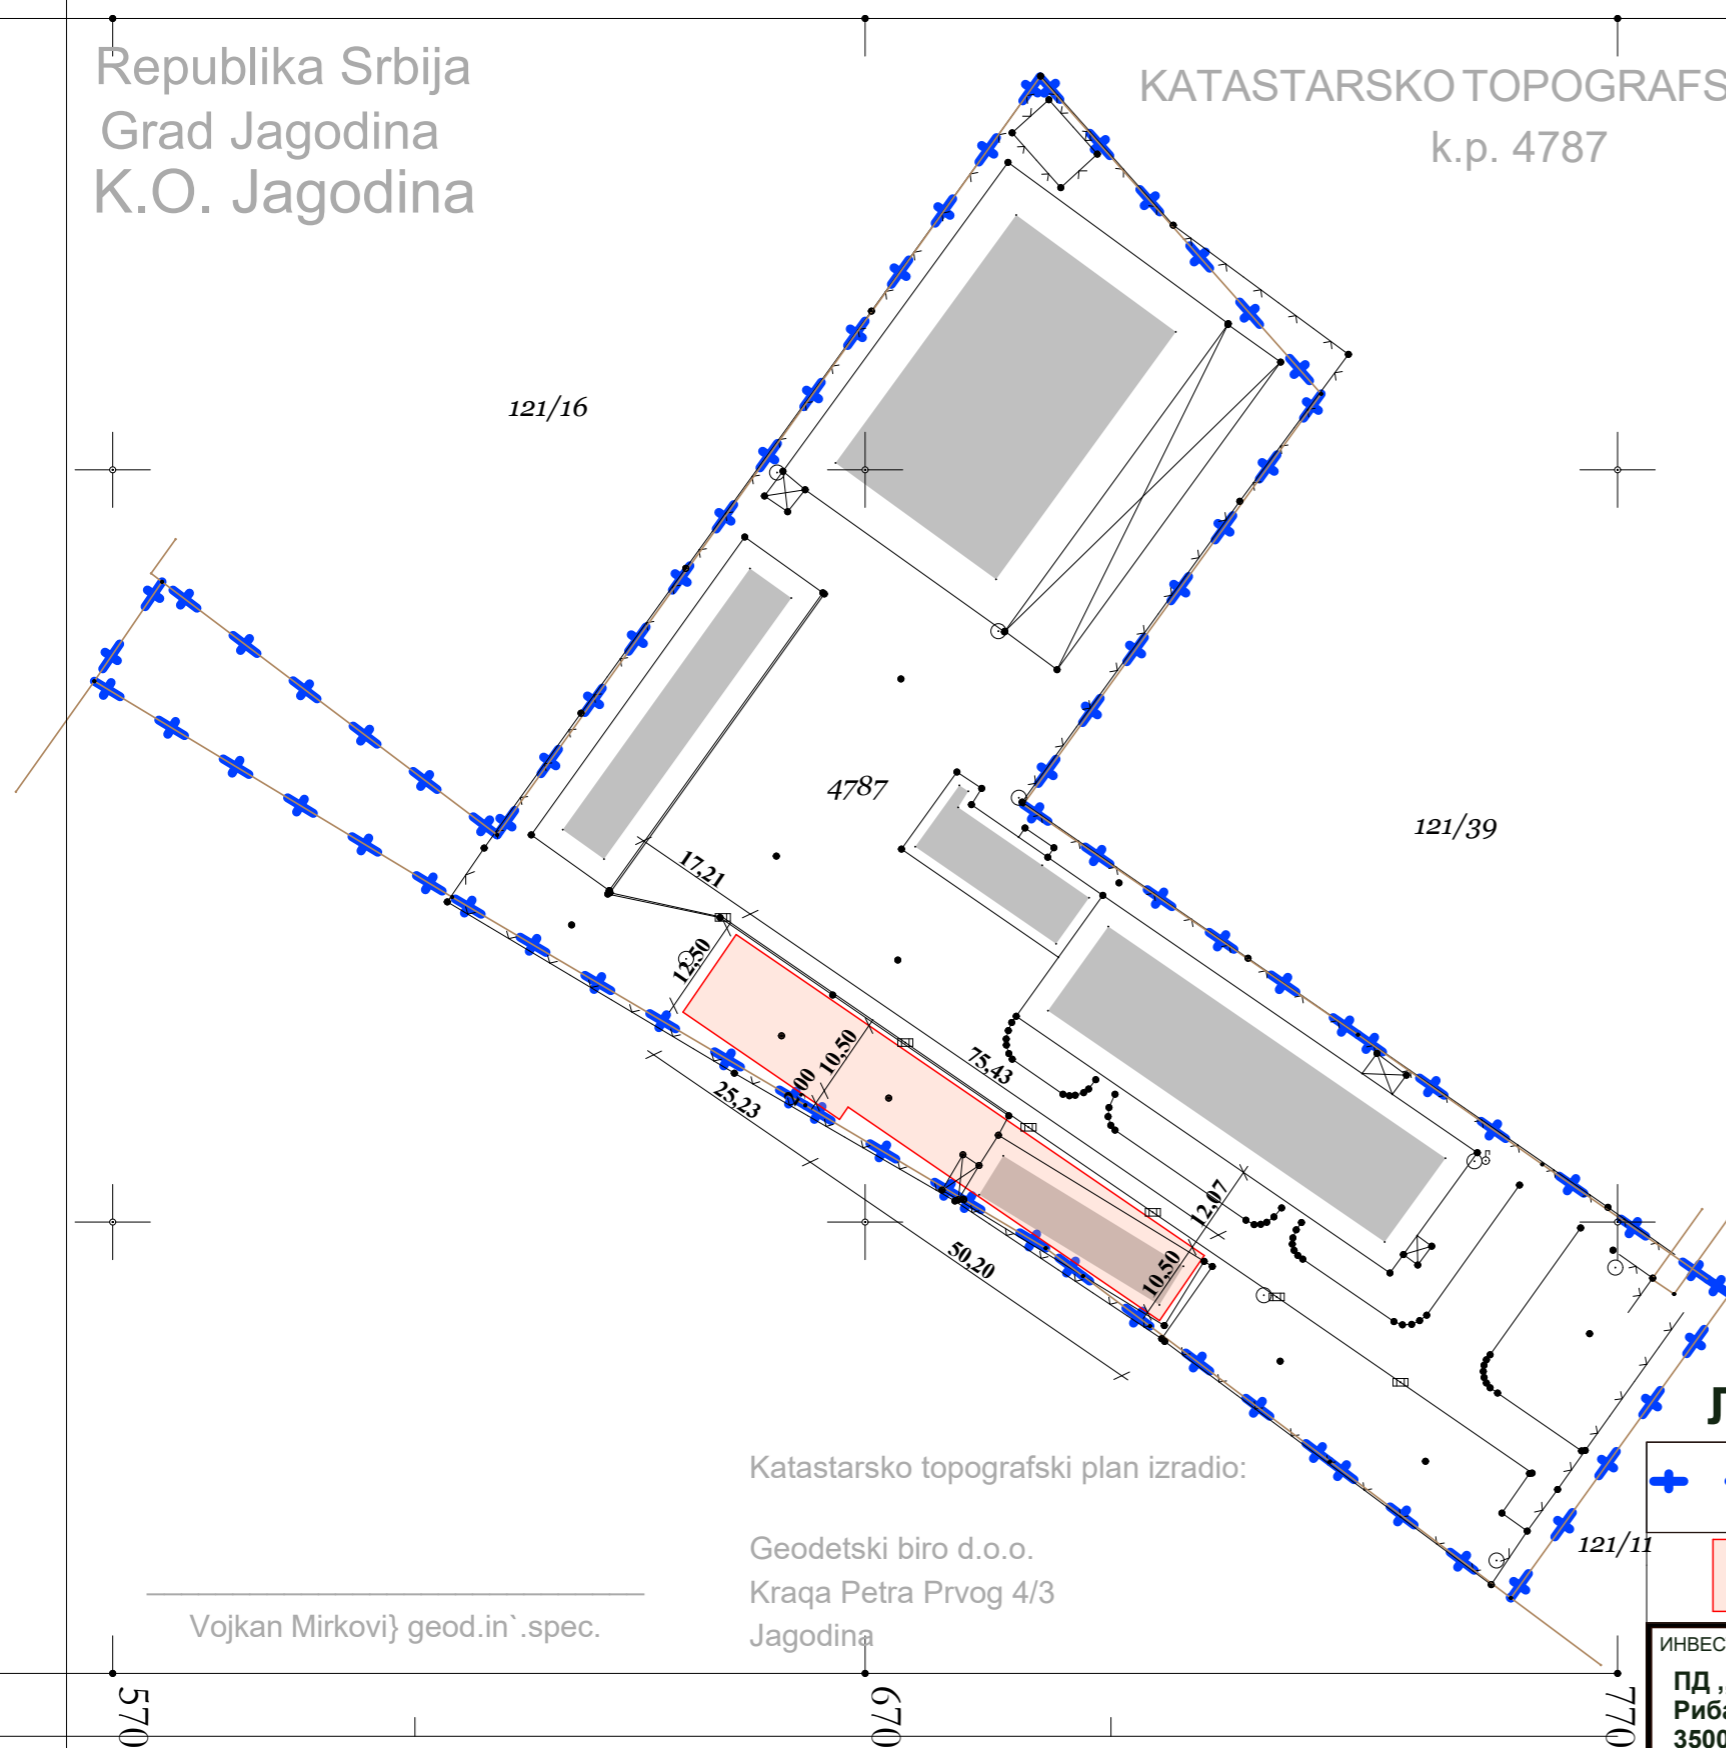 Republika Srbija
Grad Jagodina
K.O. Jagodina
KATASTARSKO TOPOGRAFS
k.p. 4787
121/16
4787
121/39
17,21
12,50
10,50
2,00
25,23
75,43
12,07
10,50
50,20
121/11
Katastarsko topografski plan izradio:
Geodetski biro d.o.o.
Kraqa Petra Prvog 4/3
Jagodina
Vojkan Mirkovi} geod.in`.spec.
ИНВЕС
ПД „
Риба
3500
570
670
770